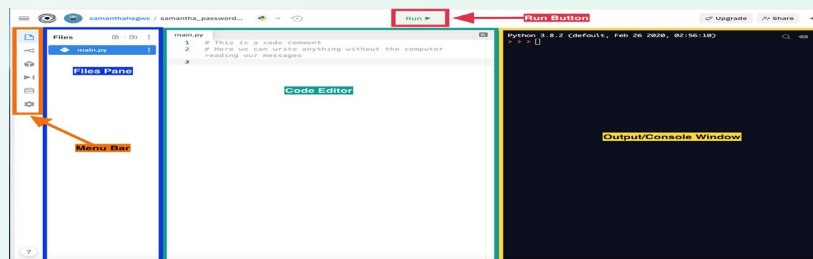 samanthahegwc / samantha_password...
Run ▶
Run Button
Upgrade
Share
Files
main.py
Files Pane
Menu Bar
main.py
1 # This is a code comment
2 # Here we can write anything without the computer
reading our messages
3
Code Editor
Python 3.8.2 (default, Feb 26 2020, 02:56:10)
> > >
Output/Console Window
?